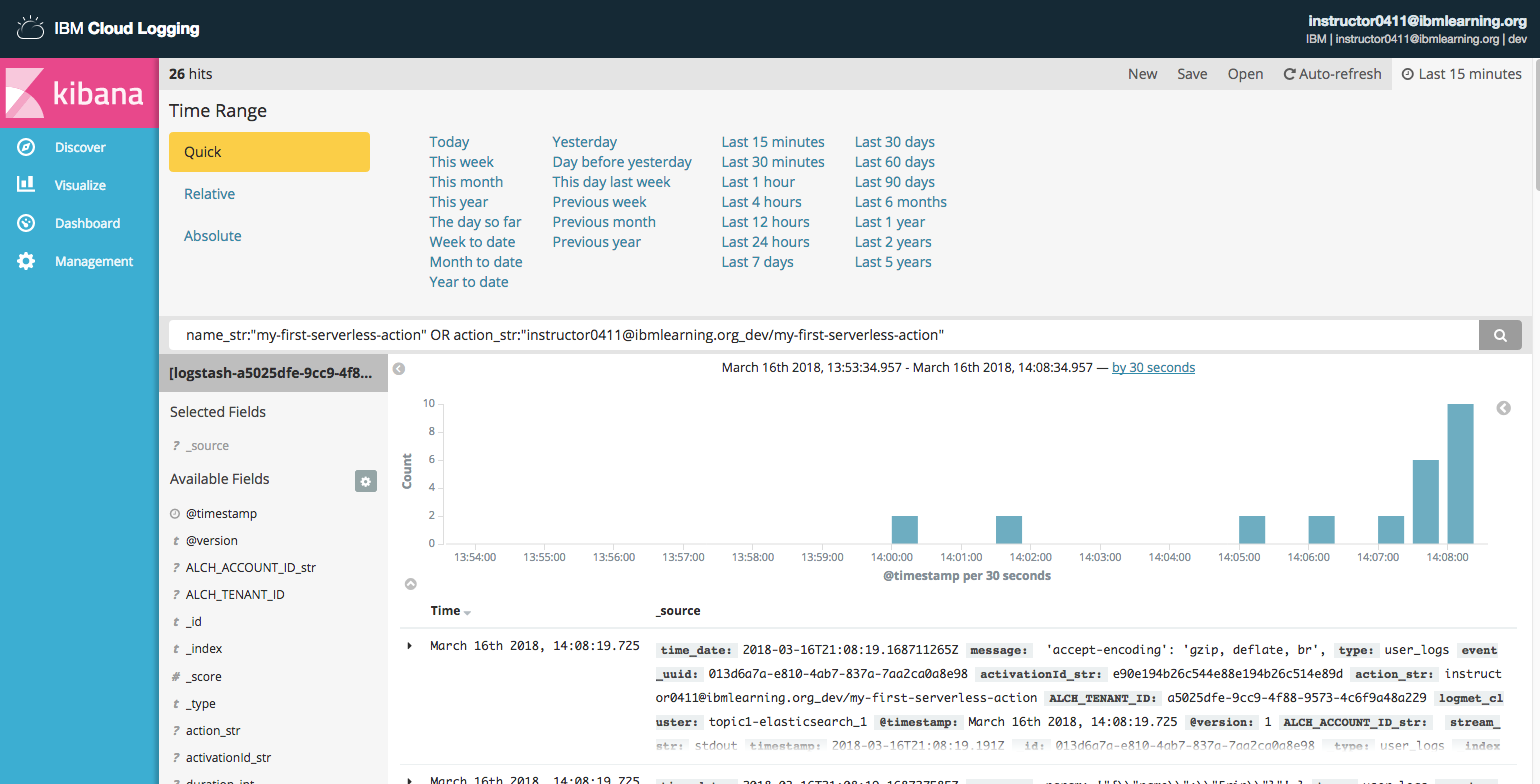 IBM Cloud Logging
instructor0411@ibmlearning.org
IBM | instructor0411@ibmlearning.org | dev
kibana
Discover
Visualize
Dashboard
Management
26 hits
New Save Open Auto-refresh Last 15 minutes
Time Range
Quick
Relative
Absolute
Today
This week
This month
This year
The day so far
Week to date
Month to date
Year to date
Yesterday
Day before yesterday
This day last week
Previous week
Previous month
Previous year
Last 15 minutes
Last 30 minutes
Last 1 hour
Last 4 hours
Last 12 hours
Last 24 hours
Last 7 days
Last 30 days
Last 60 days
Last 90 days
Last 6 months
Last 1 year
Last 2 years
Last 5 years
name_str:"my-first-serverless-action" OR action_str:"instructor0411@ibmlearning.org_dev/my-first-serverless-action"
[logstash-a5025dfe-9cc9-4f8...
Selected Fields
? _source
Available Fields
@timestamp
t @version
? ALCH_ACCOUNT_ID_str
? ALCH_TENANT_ID
t _id
t _index
# _score
t _type
? action_str
? activationId_str
March 16th 2018, 13:53:34.957 - March 16th 2018, 14:08:34.957 — by 30 seconds
Count
10
8
6
4
2
0
13:54:00 13:55:00 13:56:00 13:57:00 13:58:00 13:59:00 14:00:00 14:01:00 14:02:00 14:03:00 14:04:00 14:05:00 14:06:00 14:07:00 14:08:00
@timestamp per 30 seconds
Time _source
March 16th 2018, 14:08:19.725
time_date: 2018-03-16T21:08:19.168711265Z message: 'accept-encoding': 'gzip, deflate, br', type: user_logs event
_uuid: 013d6a7a-e810-4ab7-837a-7aa2ca0a8e98 activationId_str: e90e194b26c544e88e194b26c514e89d action_str: instruct
or0411@ibmlearning.org_dev/my-first-serverless-action ALCH_TENANT_ID: a5025dfe-9cc9-4f88-9573-4c6f9a48a229 logmet_cl
uster: topic1-elasticsearch_1 @timestamp: March 16th 2018, 14:08:19.725 @version: 1 ALCH_ACCOUNT_ID_str: stream_
str: stdout timestamp: 2018-03-16T21:08:19.191Z _id: 013d6a7a-e810-4ab7-837a-7aa2ca0a8e98 _type: user_logs _index
March 16th 2018, 14:08:19.725